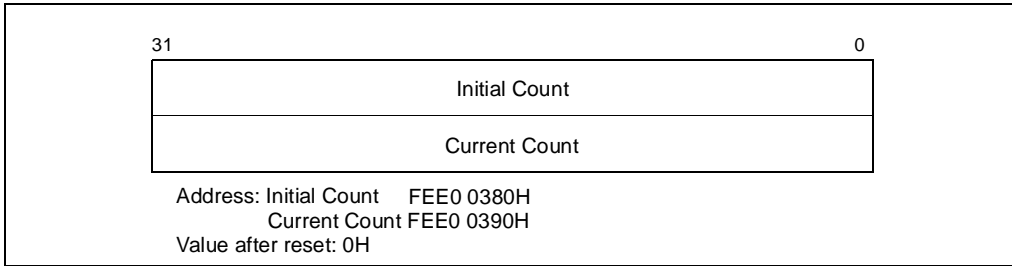 31 0
Initial Count
Current Count
Address: Initial Count FEE0 0380H
Current Count FEE0 0390H
Value after reset: 0H